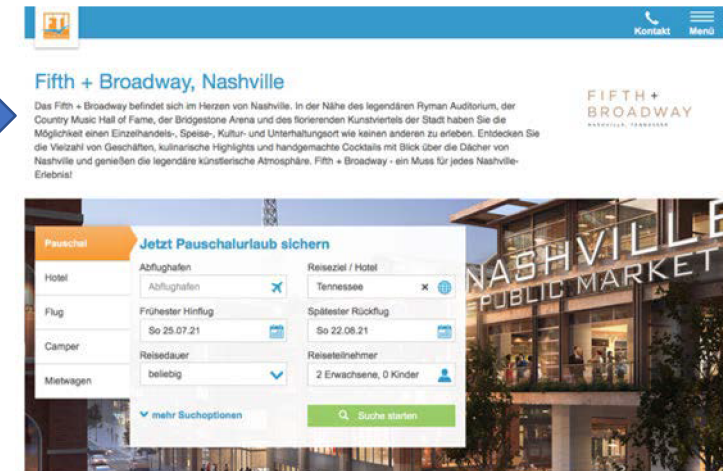 FTI
Kontakt Menü
Fifth + Broadway, Nashville
Das Fifth + Broadway befindet sich im Herzen von Nashville. In der Nähe des legendären Ryman Auditorium, der
Country Music Hall of Fame, der Bridgestone Arena und des florierenden Kunstviertels der Stadt haben Sie die
Möglichkeit einen Einzelhandels-, Speise-, Kultur- und Unterhaltungsort wie keinen anderen zu erleben. Entdecken Sie
die Vielzahl von Geschäften, kulinarische Highlights und handgemachte Cocktails mit Blick über die Dächer von
Nashville und genießen die legendäre künstlerische Atmosphäre. Fifth + Broadway - ein Muss für jedes Nashville-
Erlebnis!
FIFTH +
BROADWAY
NASHVILLE, TENNESSEE
Pauschal
Hotel
Flug
Camper
Mietwagen
Jetzt Pauschalurlaub sichern
Abflughafen Reiseziel / Hotel
Abflughafen Tennessee
Frühester Hinflug Spätester Rückflug
So 25.07.21 So 22.08.21
Reisedauer Reiseteilnehmer
beliebig 2 Erwachsene, 0 Kinder
mehr Suchoptionen Suche starten
NASHVILLE
PUBLIC MARKET